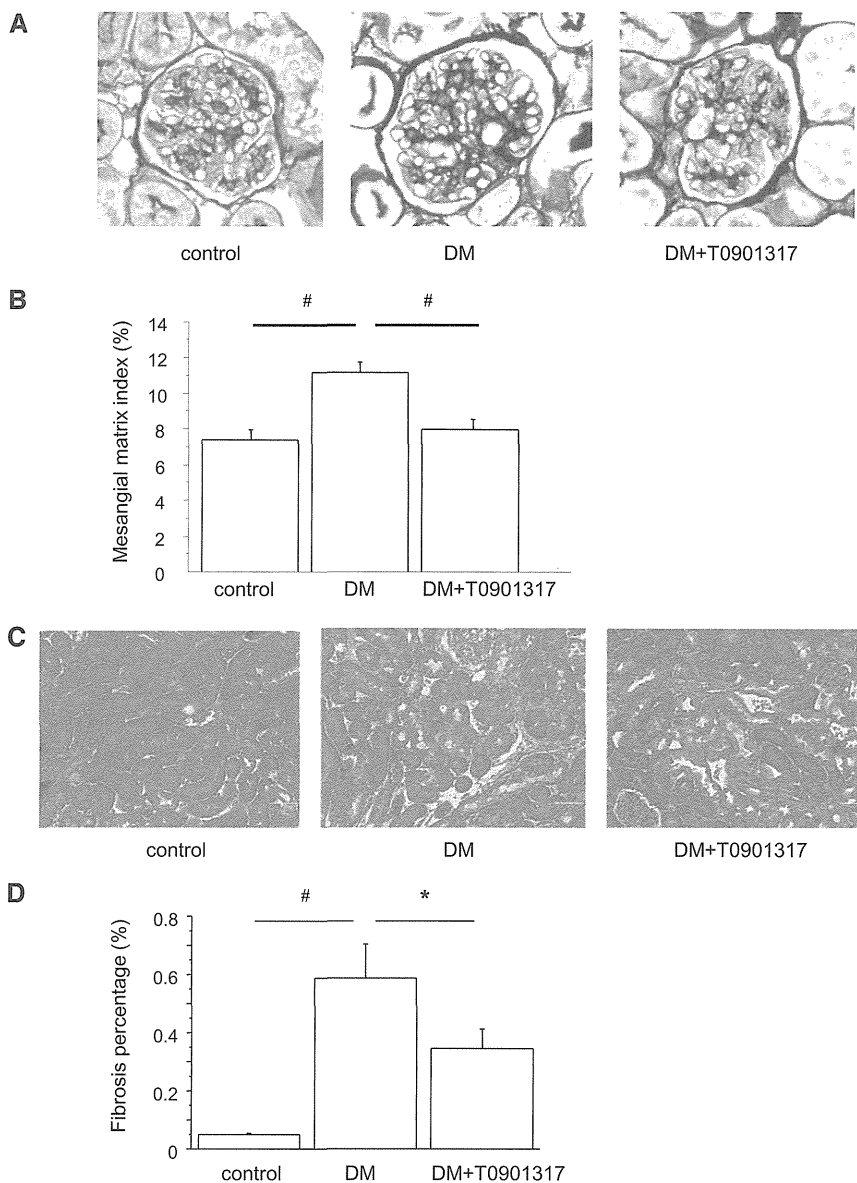 A
control DM DM+T0901317
B
# #
Mesangial matrix index (%)
14
12
10
8
6
4
2
0
control DM DM+T0901317
C
control DM DM+T0901317
D
# *
Fibrosis percentage (%)
0.8
0.6
0.4
0.2
0
control DM DM+T0901317